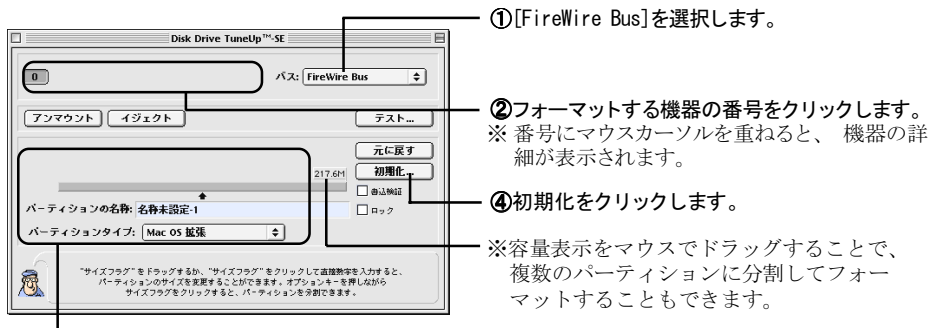 ①[FireWire Bus]を選択します。
Disk Drive TuneUp™-SE
0
バス: FireWire Bus
②フォーマットする機器の番号をクリックします。
※ 番号にマウスカーソルを重ねると、 機器の詳
細が表示されます。
アンマウント
イジェクト
テスト...
元に戻す
217.6M
初期化...
④初期化をクリックします。
書込検証
パーティションの名称: 名称未設定-1
ロック
パーティションタイプ: Mac OS 拡張
※容量表示をマウスでドラッグすることで、
複数のパーティションに分割してフォー
マットすることもできます。
"サイズフラグ"をドラッグするか、"サイズフラグ"をクリックして直接数字を入力すると、
パーティションのサイズを変更することができます。オプションキーを押しながら
サイズフラグをクリックすると、パーティションを分割できます。